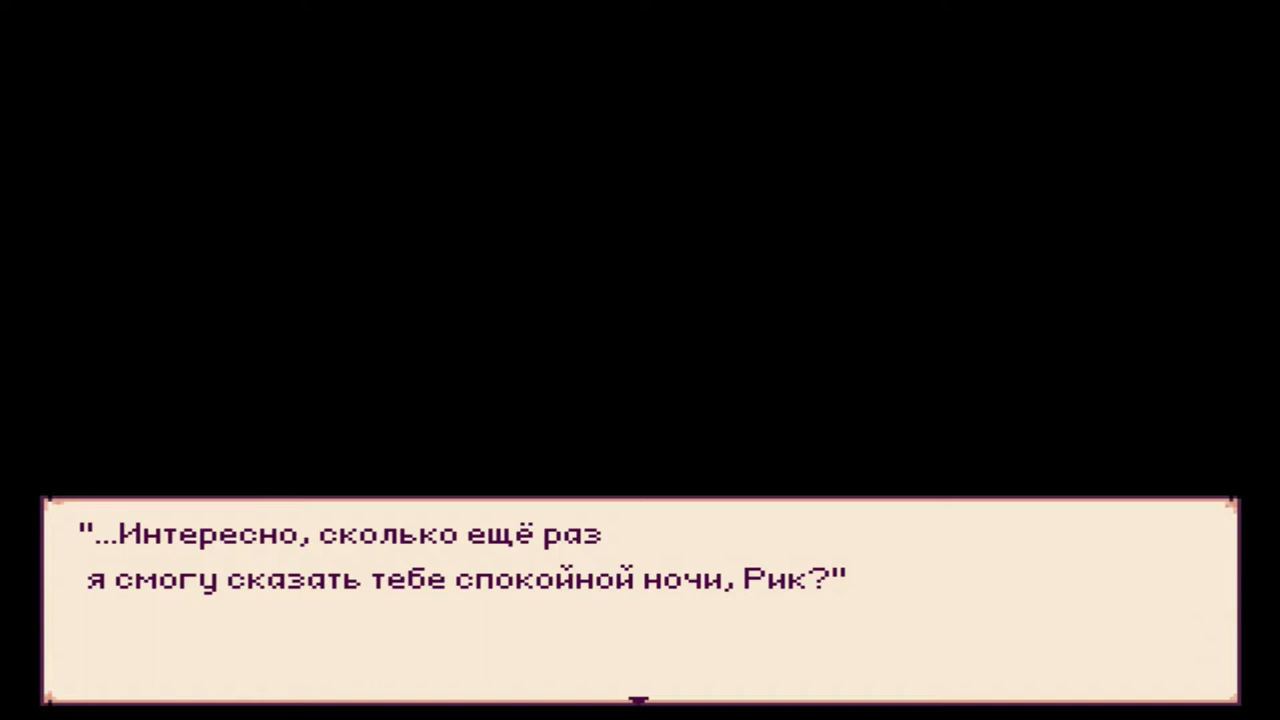 "...Интересно, сколько ещё раз
я смогу сказать тебе спокойной ночи, Рик?"